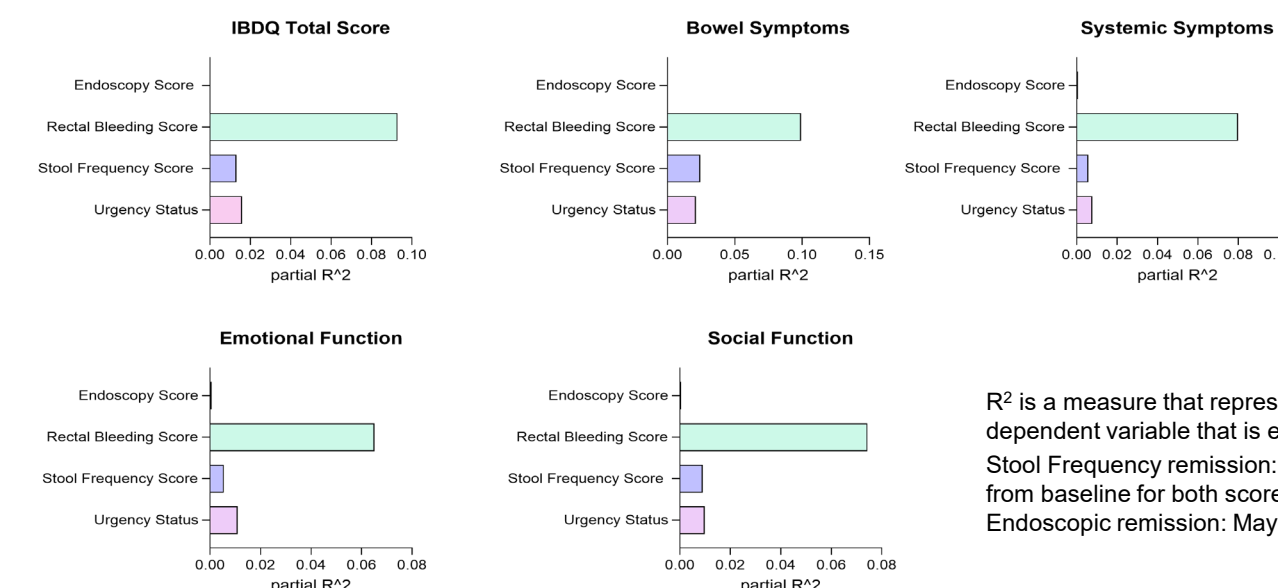 IBDQ Total Score
Endoscopy Score
Rectal Bleeding Score
Stool Frequency Score
Urgency Status
0.00 0.02 0.04 0.06 0.08 0.10
partial R^2
Bowel Symptoms
Endoscopy Score
Rectal Bleeding Score
Stool Frequency Score
Urgency Status
0.00 0.05 0.10 0.15
partial R^2
Systemic Symptoms
Endoscopy Score
Rectal Bleeding Score
Stool Frequency Score
Urgency Status
0.00 0.02 0.04 0.06 0.08 0.
partial R^2
Emotional Function
Endoscopy Score
Rectal Bleeding Score
Stool Frequency Score
Urgency Status
0.00 0.02 0.04 0.06 0.08
partial R^2
Social Function
Endoscopy Score
Rectal Bleeding Score
Stool Frequency Score
Urgency Status
0.00 0.02 0.04 0.06 0.08
partial R^2
R² is a measure that repres
dependent variable that is e
Stool Frequency remission:
from baseline for both score
Endoscopic remission: May